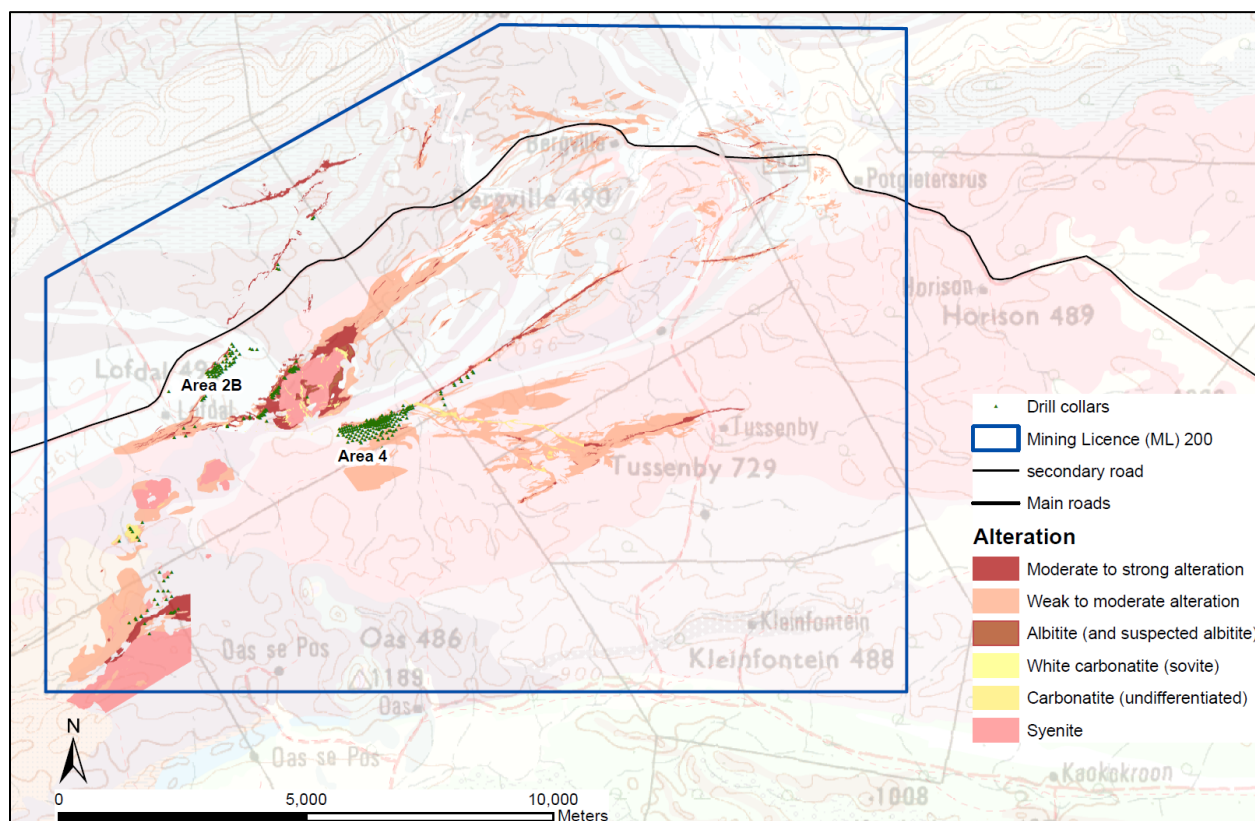 Bergville
Bergville 490
Potgietersrus
Horison
Horison 489
Lofdal 49
Area 2B
Lofdal
Area 4
Tussenby
Tussenby 729
Drill collars
Mining Licence (ML) 200
secondary road
Main roads
Alteration
Moderate to strong alteration
Weak to moderate alteration
Albitite (and suspected albitite)
White carbonatite (sovite)
Carbonatite (undifferentiated)
Syenite
Kleinfontein
Kleinfontein 488
Oas 486
Oas se Pos
1189
Oas
N
Oas se Pos
Kaokokroon
1008
0
5,000
10,000
Meters